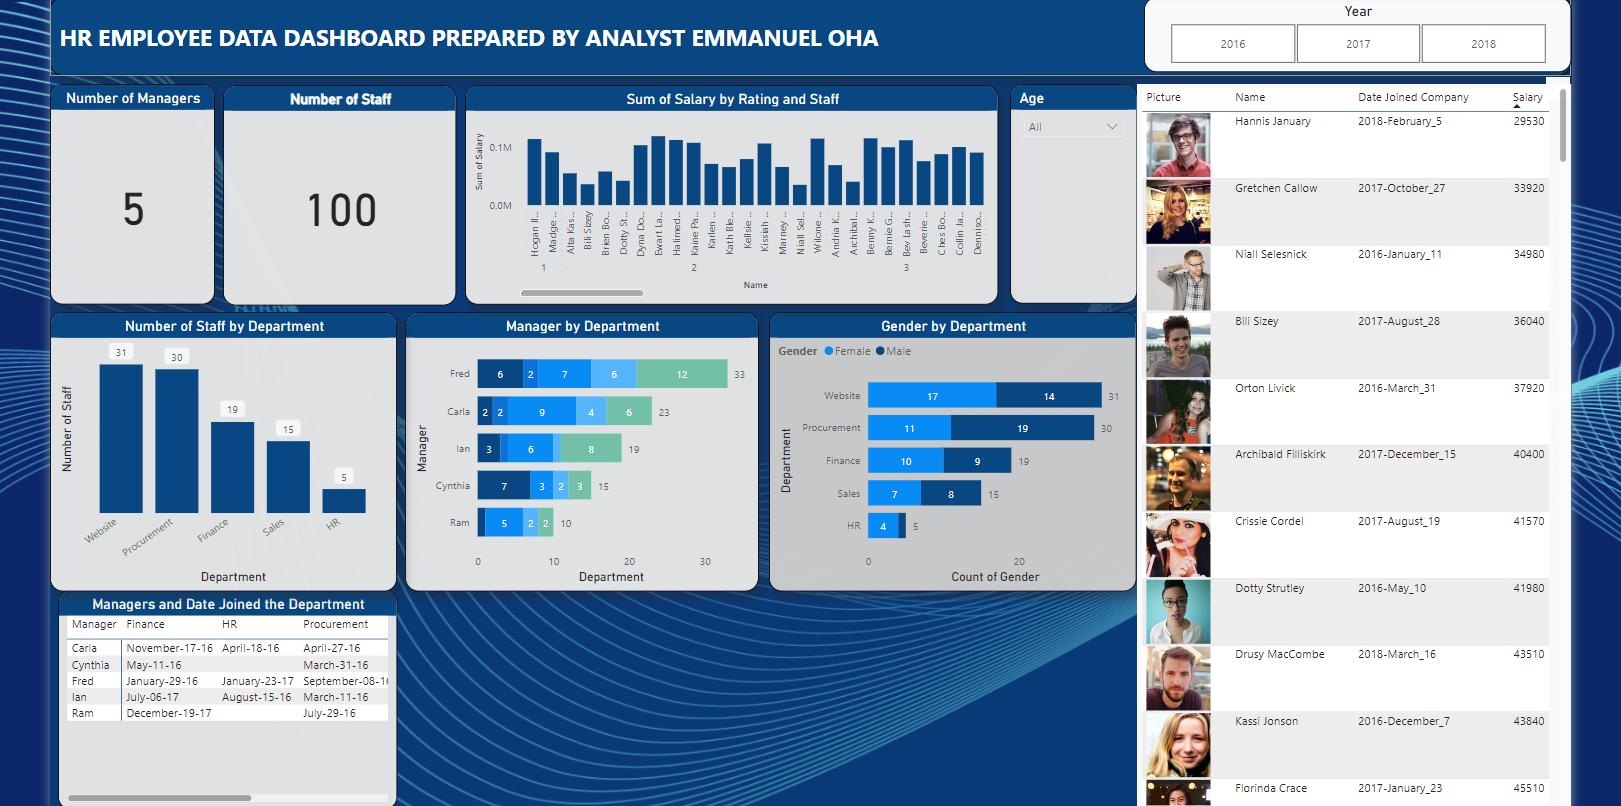 HR EMPLOYEE DATA DASHBOARD PREPARED BY ANALYST EMMANUEL OHA
Year
2016 2017 2018
Number of Managers
5
Number of Staff
100
Sum of Salary by Rating and Staff
Sum of Salary
0.1M
0.0M
Hogan Il...
Madge ...
Alta Kas...
Bili Sizey
Brien Bo...
Dotty St...
Dyna Do...
Ewart La...
Halimed...
Kaine Pa...
Karlen ...
Kath Ble...
Kellsie ...
Kissiah ...
Marney ...
Niall Sel...
Wilone ...
Andria K...
Archibal...
Benny K...
Bernie G...
Bev Lash...
Beverie ...
Ches Bo...
Collin Ja...
Denniso...
1 2 3
Name
Age
All
Picture Name Date Joined Company Salary
Hannis January 2018-February_5 29530
Gretchen Callow 2017-October_27 33920
Niall Selesnick 2016-January_11 34980
Bili Sizey 2017-August_28 36040
Orton Livick 2016-March_31 37920
Archibald Filliskirk 2017-December_15 40400
Crissie Cordel 2017-August_19 41570
Dotty Strutley 2016-May_10 41980
Drusy MacCombe 2018-March_16 43510
Kassi Jonson 2016-December_7 43840
Florinda Crace 2017-January_23 45510
Number of Staff by Department
Number of Staff
31
30
19
15
5
Website
Procurement
Finance
Sales
HR
Department
Manager by Department
Manager
Fred 6 2 7 6 12 33
Carla 2 2 9 4 6 23
Ian 3 6 8 19
Cynthia 7 3 2 3 15
Ram 5 2 2 10
0 10 20 30
Department
Gender by Department
Gender Female Male
Department
Website 17 14 31
Procurement 11 19 30
Finance 10 9 19
Sales 7 8 15
HR 4 5
0 20
Count of Gender
Managers and Date Joined the Department
Manager Finance HR Procurement
Carla November-17-16 April-18-16 April-27-16
Cynthia May-11-16 March-31-16
Fred January-29-16 January-23-17 September-08-16
Ian July-06-17 August-15-16 March-11-16
Ram December-19-17 July-29-16